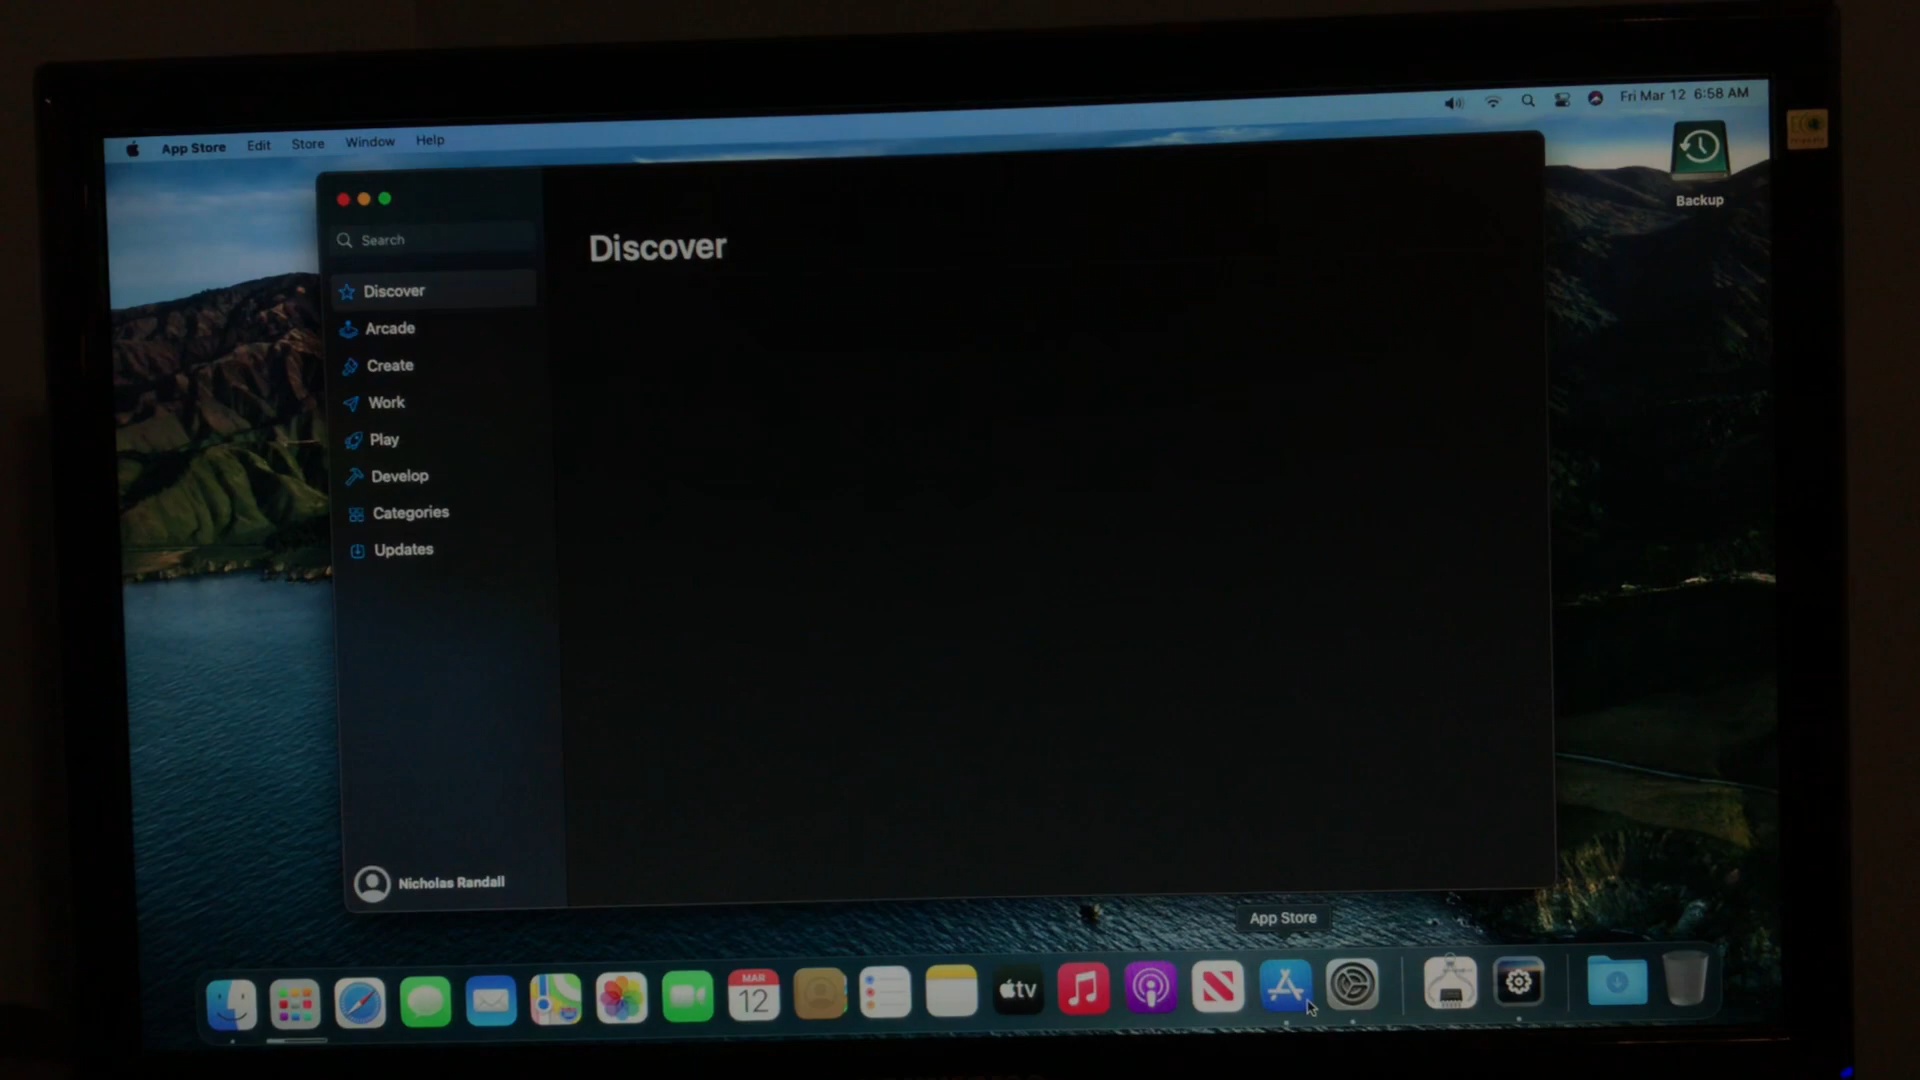 App Store Edit Store Window Help
Fri Mar 12 6:58 AM
Backup
Search
Discover
Discover
Arcade
Create
Work
Play
Develop
Categories
Updates
Nicholas Randall
App Store
MAR
12
tv